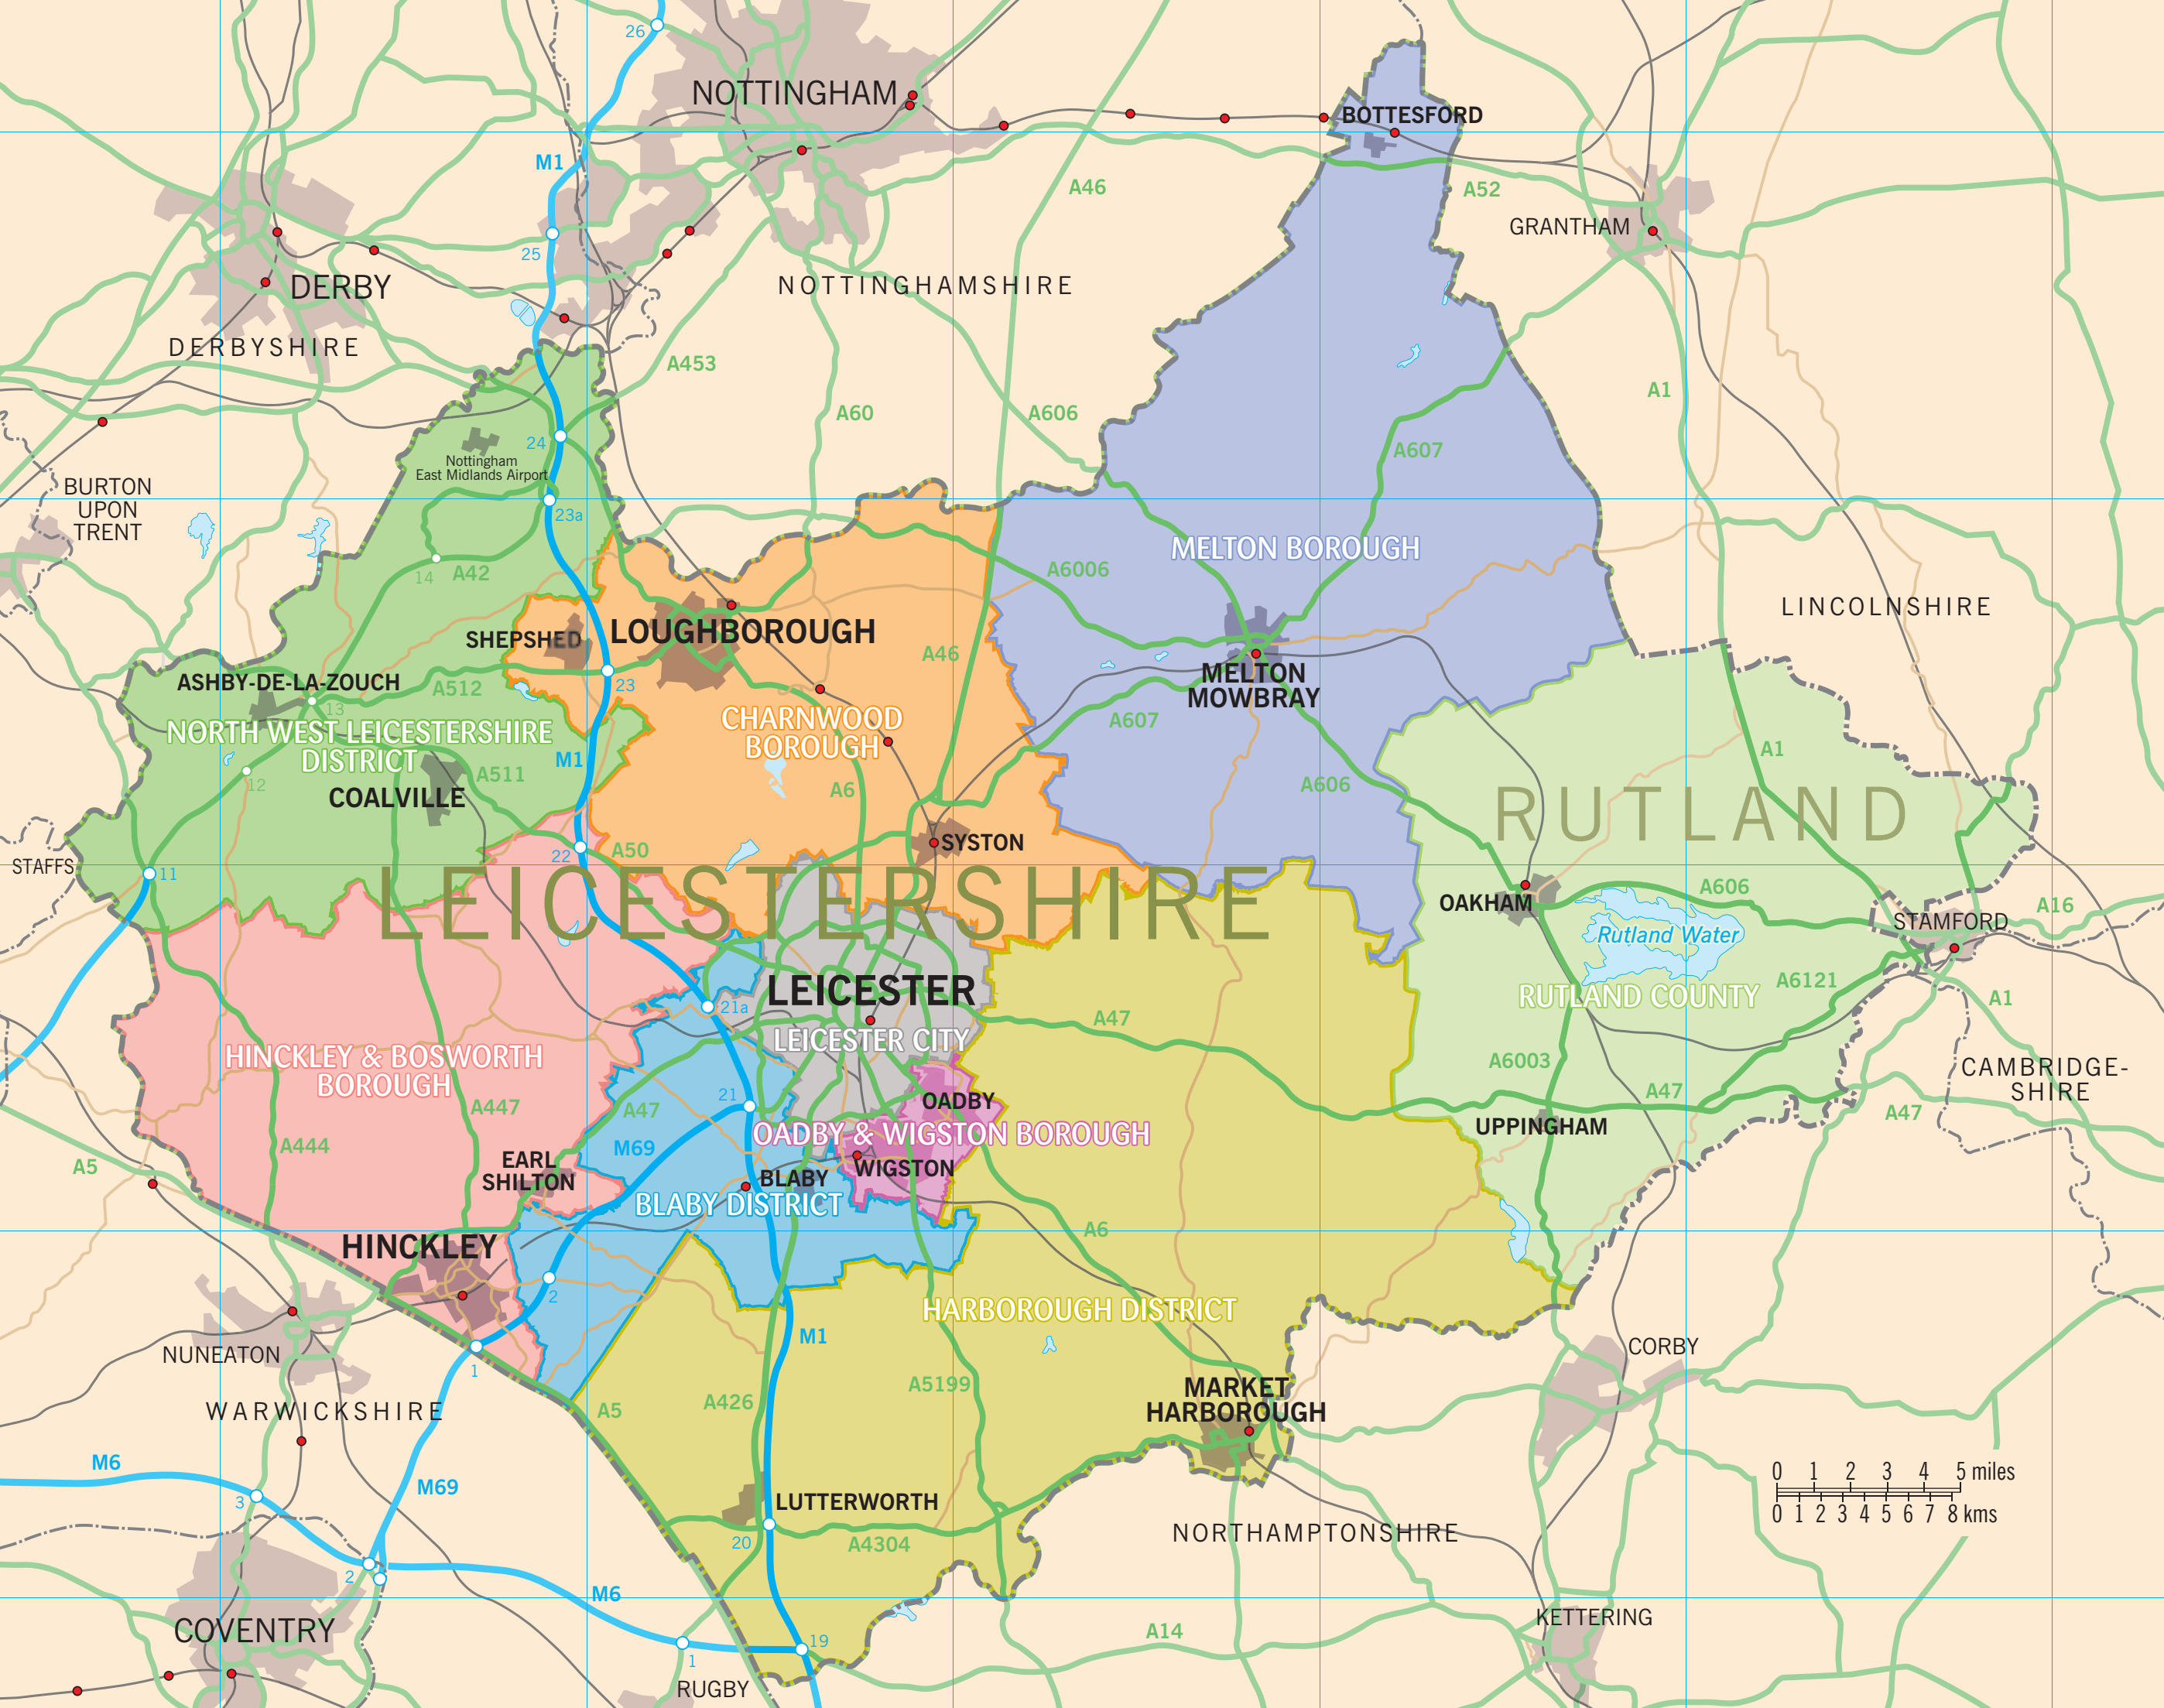 26
NOTTINGHAM
BOTTESFORD
M1
A46
A52
GRANTHAM
25
DERBY
NOTTINGHAMSHIRE
DERBYSHIRE
A453
A60
A606
A1
24
Nottingham
East Midlands Airport
A607
BURTON
UPON
TRENT
23a
MELTON BOROUGH
14
A42
A6006
LINCOLNSHIRE
SHEPSHED
LOUGHBOROUGH
A46
ASHBY-DE-LA-ZOUCH
A512
23
MELTON
MOWBRAY
13
NORTH WEST LEICESTERSHIRE
DISTRICT
CHARNWOOD
BOROUGH
A607
A1
M1
A511
12
COALVILLE
A6
A606
RUTLAND
STAFFS
11
22
A50
SYSTON
LEICESTERSHIRE
OAKHAM
A606
STAMFORD
A16
Rutland Water
LEICESTER
A6121
RUTLAND COUNTY
A1
21a
A47
LEICESTER CITY
HINCKLEY & BOSWORTH
BOROUGH
A6003
CAMBRIDGE-
SHIRE
21
A47
A447
OADBY
A47
A47
UPPINGHAM
A444
M69
OADBY & WIGSTON BOROUGH
A5
EARL
SHILTON
BLABY
WIGSTON
BLABY DISTRICT
A6
HINCKLEY
2
HARBOROUGH DISTRICT
M1
NUNEATON
1
CORBY
A5199
MARKET
HARBOROUGH
A426
A5
WARWICKSHIRE
M6
M69
0 1 2 3 4 5 miles
0 1 2 3 4 5 6 7 8 kms
3
LUTTERWORTH
NORTHAMPTONSHIRE
20
A4304
2
M6
COVENTRY
KETTERING
A14
19
1
RUGBY